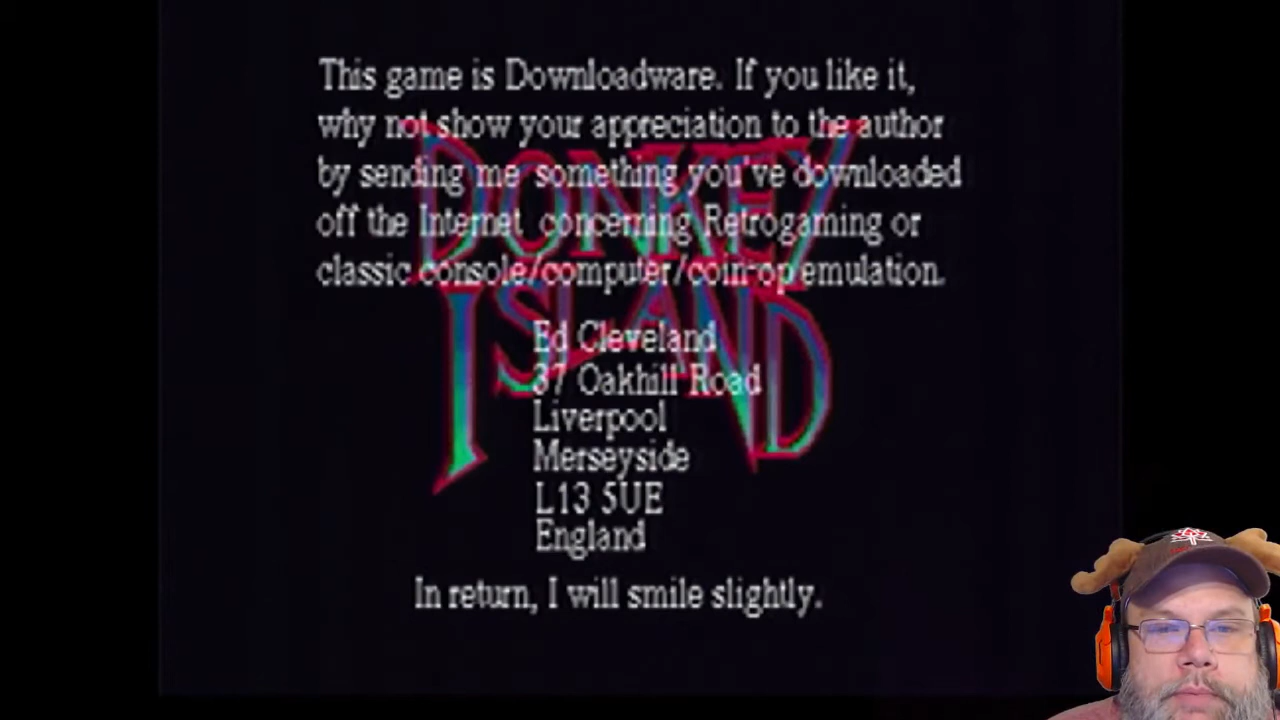 This game is Downloadware. If you like it,
why not show your appreciation to the author
by sending me something you've downloaded
off the Internet concerning Retrogaming or
classic console/computer/coin-op emulation.
DONKEY
ISLAND
Ed Cleveland
37 Oakhill Road
Liverpool
Merseyside
L13 5UE
England
In return, I will smile slightly.